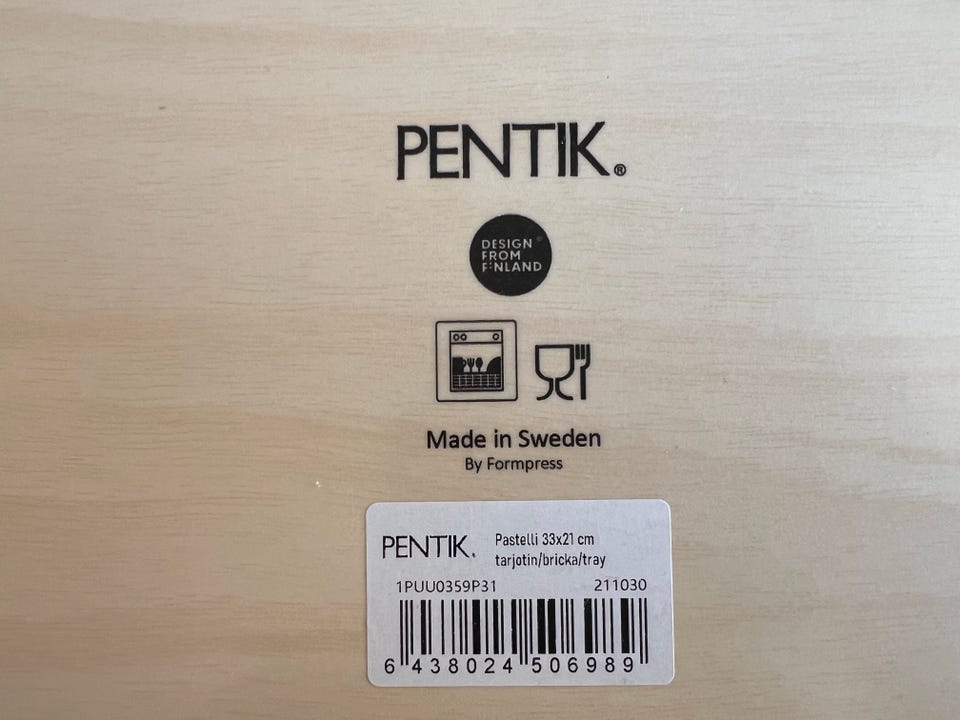 PENTIK®
DESIGN®
FROM
FINLAND
Made in Sweden
By Formpress
PENTIK®
Pastelli 33x21 cm
tarjotin/bricka/tray
1PUU0359P31 211030
6 438024 506989